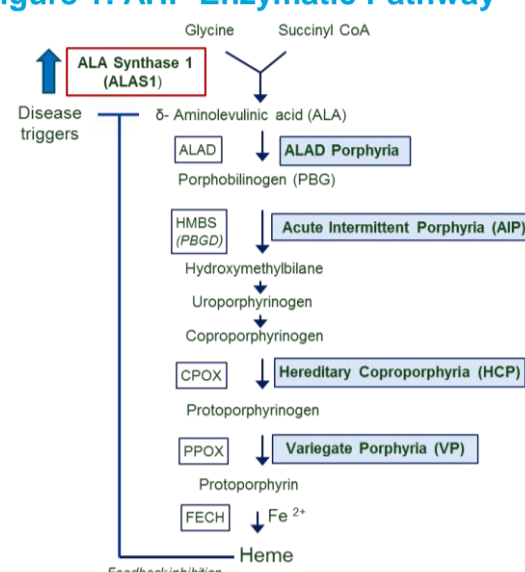 Figure 1. AHP Enzymatic Pathway
Glycine Succinyl CoA
ALA Synthase 1
(ALAS1)
Disease
triggers
δ- Aminolevulinic acid (ALA)
ALAD
ALAD Porphyria
Porphobilinogen (PBG)
HMBS
(PBGD)
Acute Intermittent Porphyria (AIP)
Hydroxymethylbilane
Uroporphyrinogen
Coproporphyrinogen
CPOX
Hereditary Coproporphyria (HCP)
Protoporphyrinogen
PPOX
Variegate Porphyria (VP)
Protoporphyrin
FECH
Fe 2+
Heme
Feedback inhibition